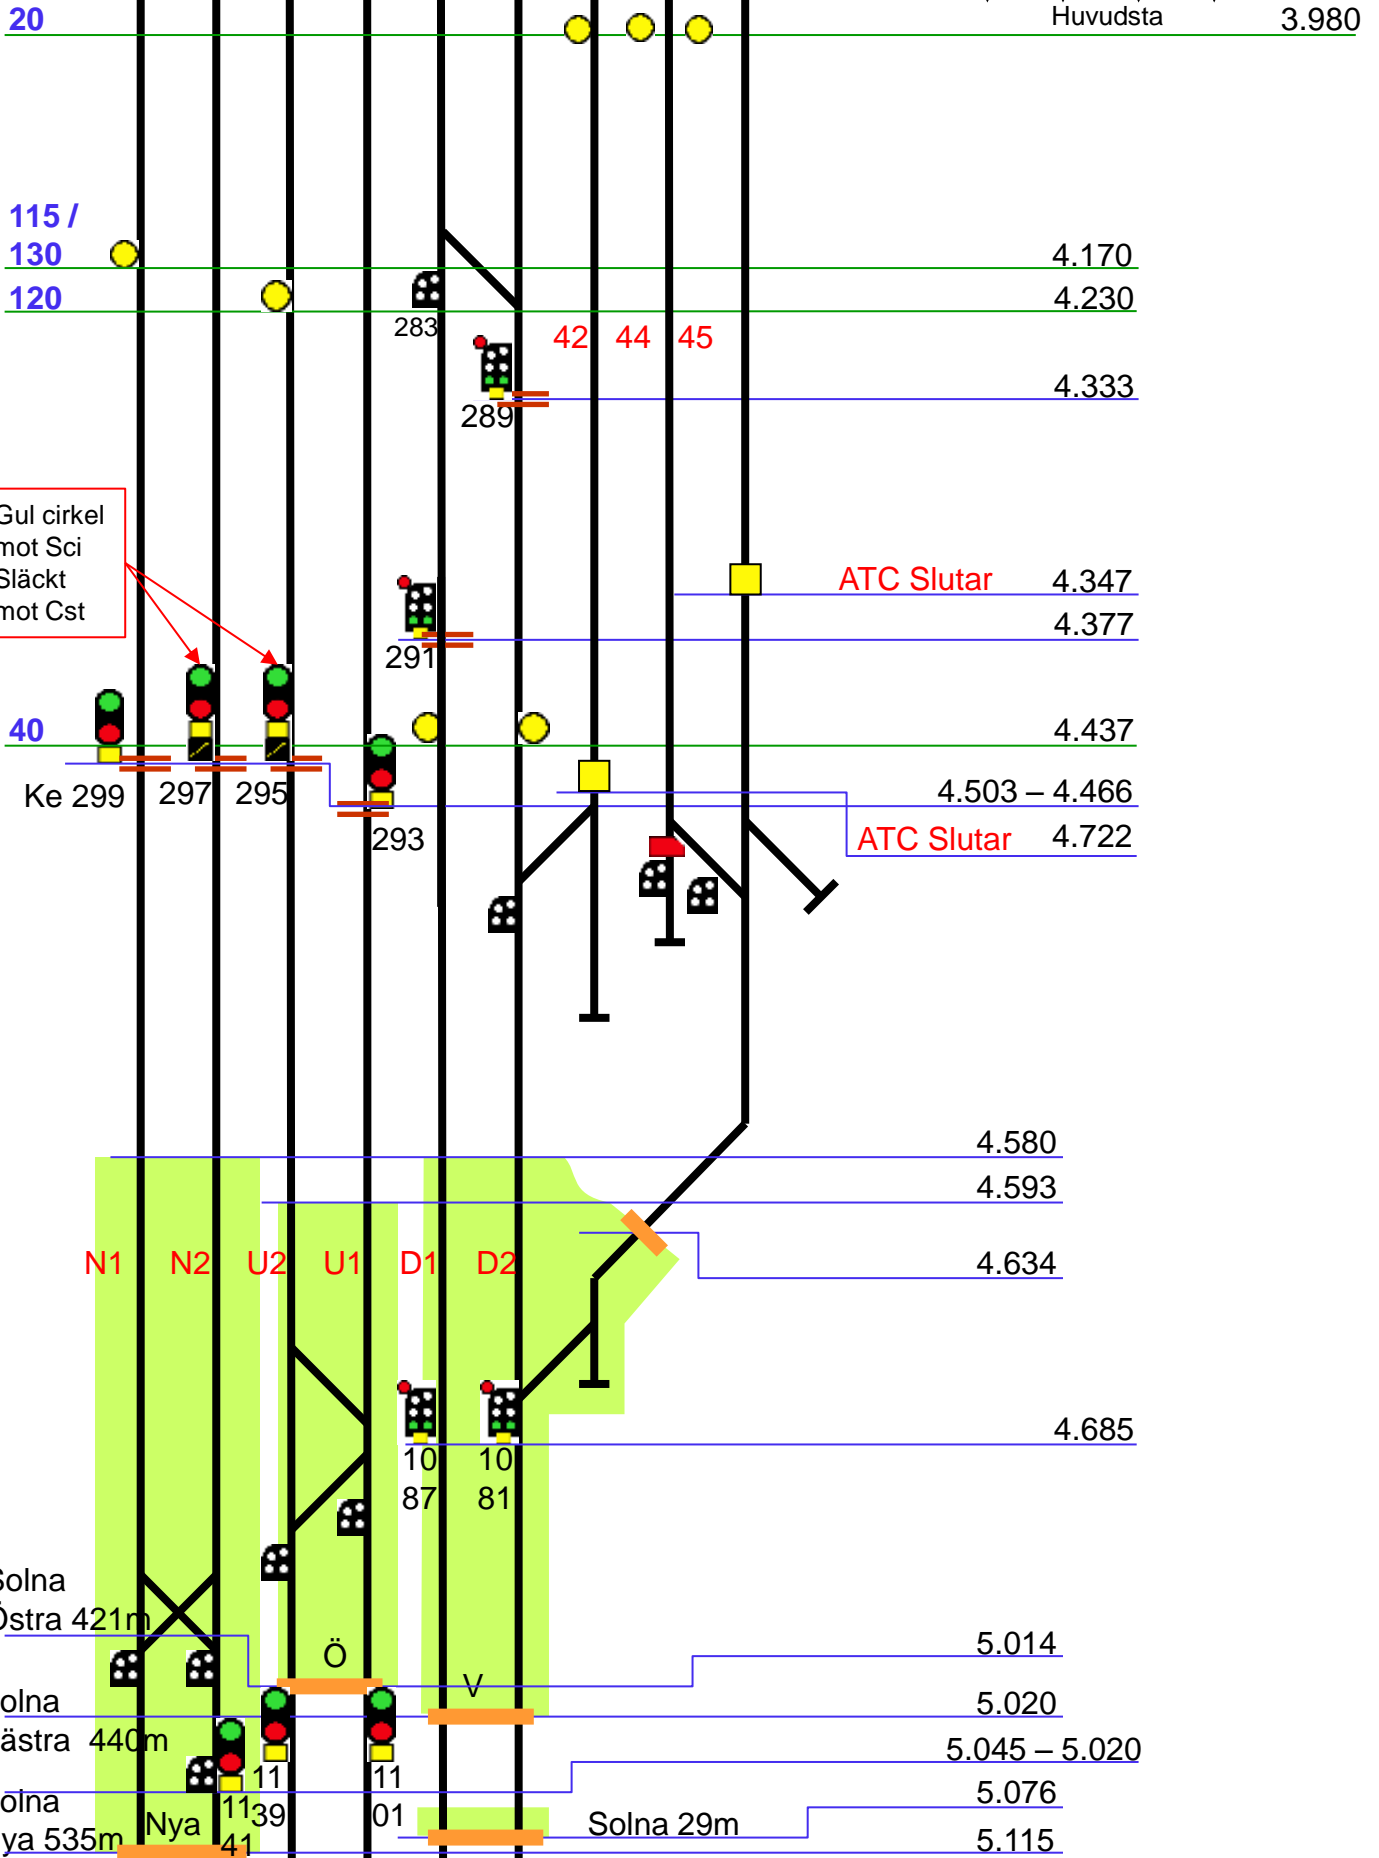 20
Huvudsta
3.980
115 /
130
4.170
120
4.230
283
42 44 45
4.333
289
Gul cirkel
mot Sci
Släckt
mot Cst
ATC Slutar 4.347
4.377
291
40
4.437
Ke 299 297 295
4.503 – 4.466
293
ATC Slutar 4.722
4.580
4.593
N1 N2 U2 U1 D1 D2
4.634
4.685
10
87
10
81
Solna
Östra 421m
Ö
5.014
V
olna
ästra 440m
5.020
5.045 – 5.020
11
39
11
01
5.076
olna
ya 535m
Nya
11
41
Solna 29m
5.115